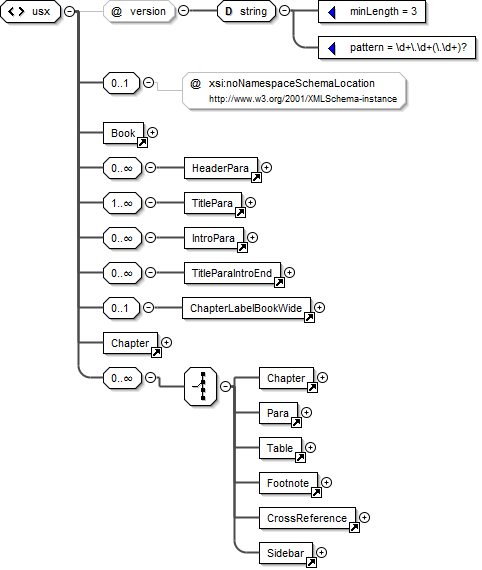 <> usx
@ version
D string
minLength = 3
pattern = \d+\.\d+(\.\d+)?
0..1
@ xsi:noNamespaceSchemaLocation
http://www.w3.org/2001/XMLSchema-instance
Book
0..∞
HeaderPara
1..∞
TitlePara
0..∞
IntroPara
0..∞
TitleParaIntroEnd
0..1
ChapterLabelBookWide
Chapter
0..∞
Chapter
Para
Table
Footnote
CrossReference
Sidebar